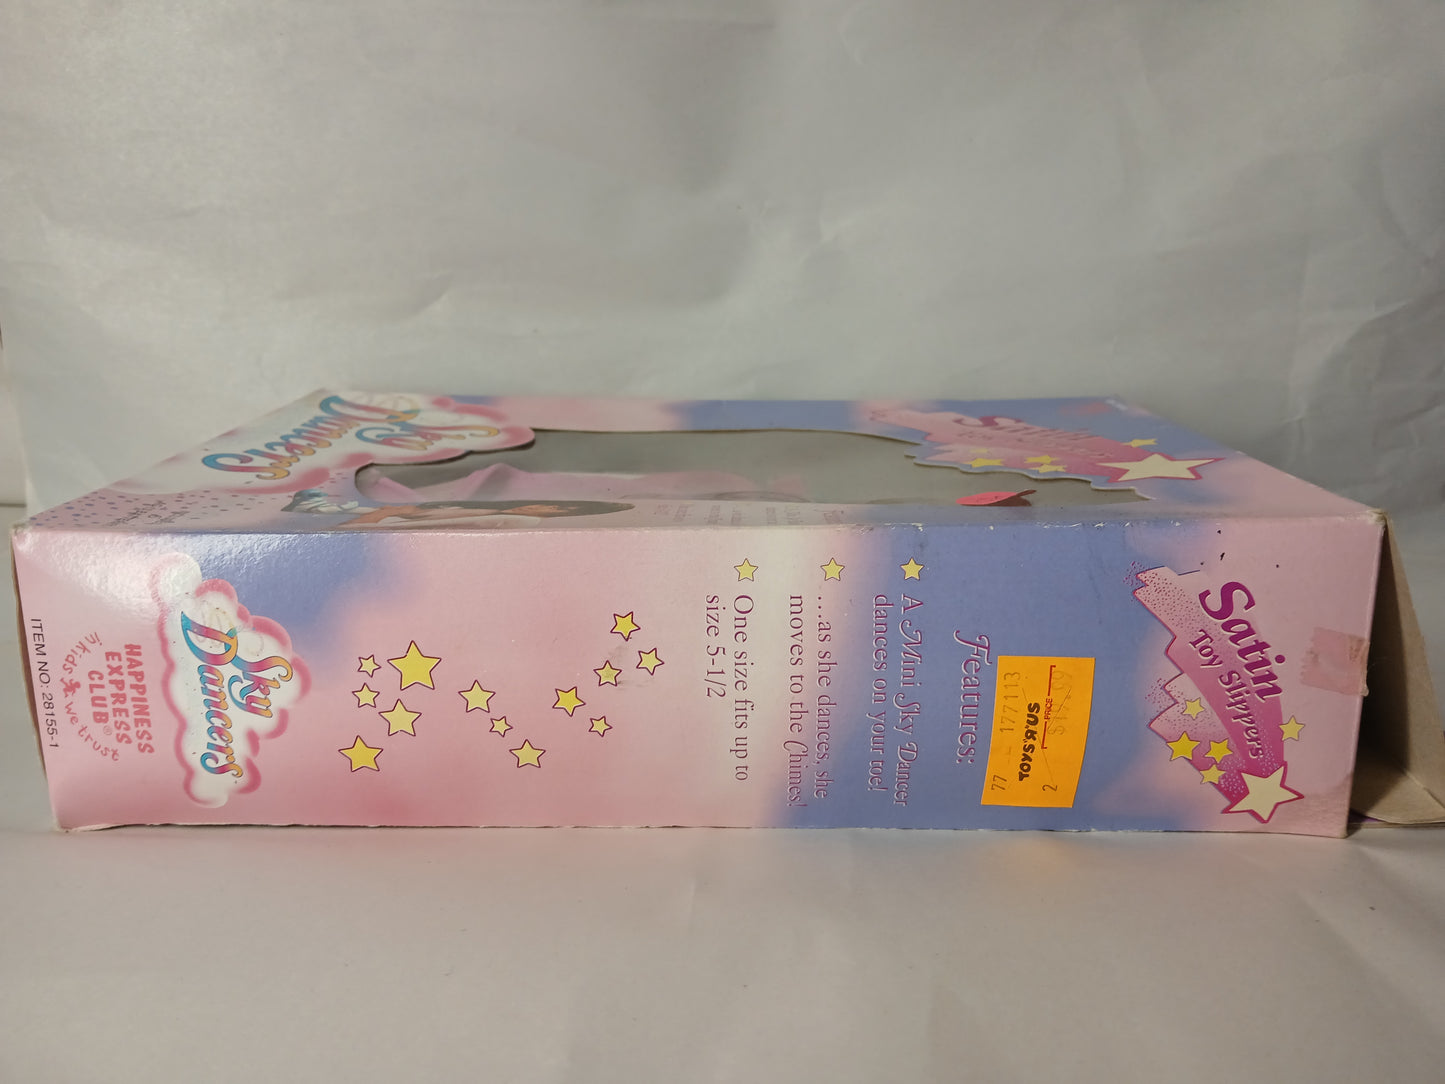 Satin
Toy Slippers
77 - 177113
TOYS "R" US
PRICE
2
Features:
A Mini Sky Dancer
dances on your toe!
...as she dances, she
moves to the Chimes!
One size fits up to
size 5-1/2
Sky
Dancers
HAPPINESS
EXPRESS
CLUB®
in kids we trust
ITEM NO: 28155-1
Sky
Dancers
Satin